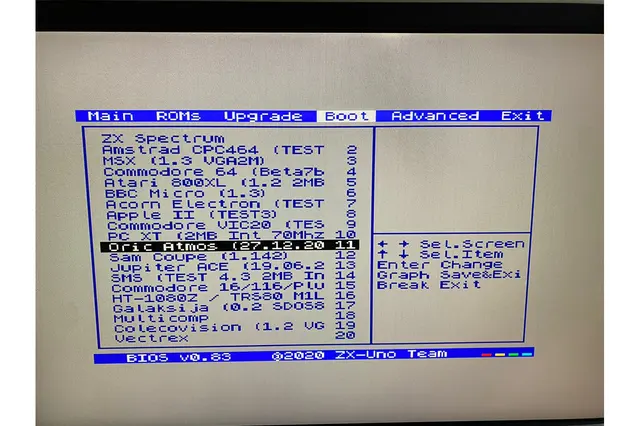 Main ROMs Upgrade Boot Advanced Exit
ZX Spectrum
Amstrad CPC464 (TEST 2
MSX (1.3 VGA2M) 3
Commodore 64 (Beta7b 4
Atari 800XL (1.2 2MB 5
BBC Micro (1.3) 6
Acorn Electron (TEST 7
Apple II (TEST3) 8
Commodore VIC20 (TES 9
PC XT (2MB Int 70Mhz 10
Oric Atmos (27.12.20 11
Sam Coupe (1.142) 12
Jupiter ACE (19.06.2 13
SMS (TEST 4.3 2MB In 14
Commodore 16/116/Plu 15
HT-1080Z / TRS80 M1L 16
Galaksija (0.2 SDOS8 17
Multicomp 18
Colecovision (1.2 VG 19
Vectrex 20
← → Sel.Screen
↑ ↓ Sel.Item
Enter Change
Graph Save&Exi
Break Exit
BIOS v0.83 ©2020 ZX-Uno Team